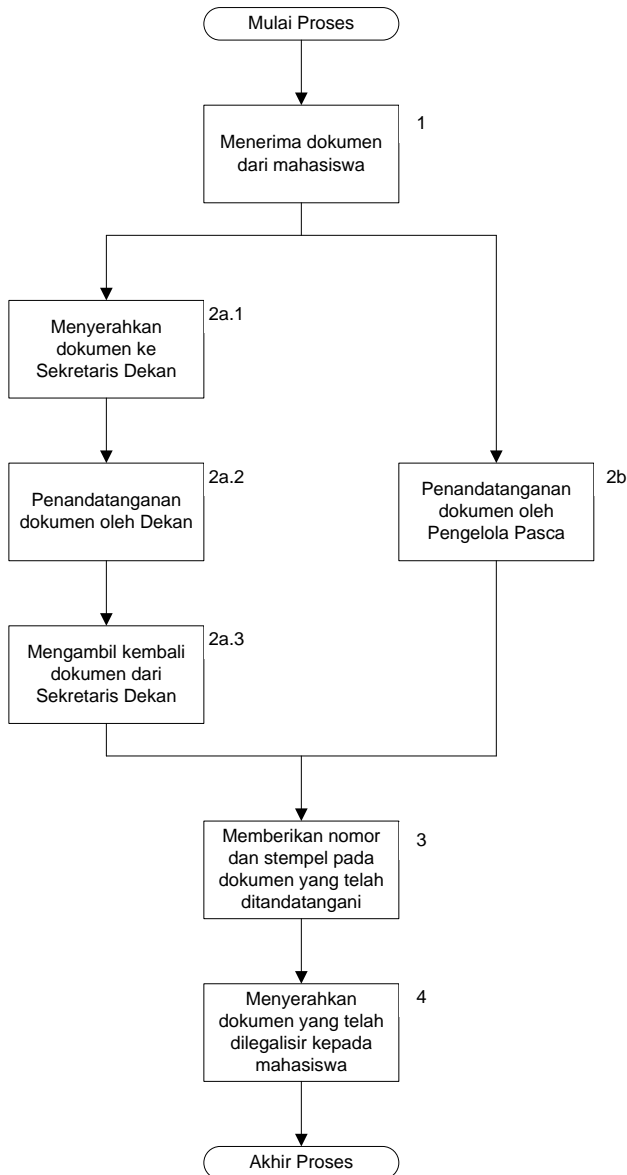 Mulai Proses
1
Menerima dokumen
dari mahasiswa
2a.1
Menyerahkan
dokumen ke
Sekretaris Dekan
2a.2
Penandatanganan
dokumen oleh Dekan
2b
Penandatanganan
dokumen oleh
Pengelola Pasca
2a.3
Mengambil kembali
dokumen dari
Sekretaris Dekan
3
Memberikan nomor
dan stempel pada
dokumen yang telah
ditandatangani
4
Menyerahkan
dokumen yang telah
dilegalisir kepada
mahasiswa
Akhir Proses